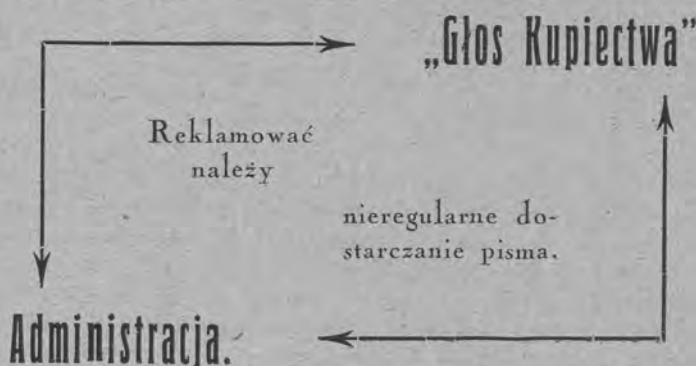 „Głos Kupiectwa"
Reklamować
należy
nieregularne do-
starczanie pisma.
Administracja.